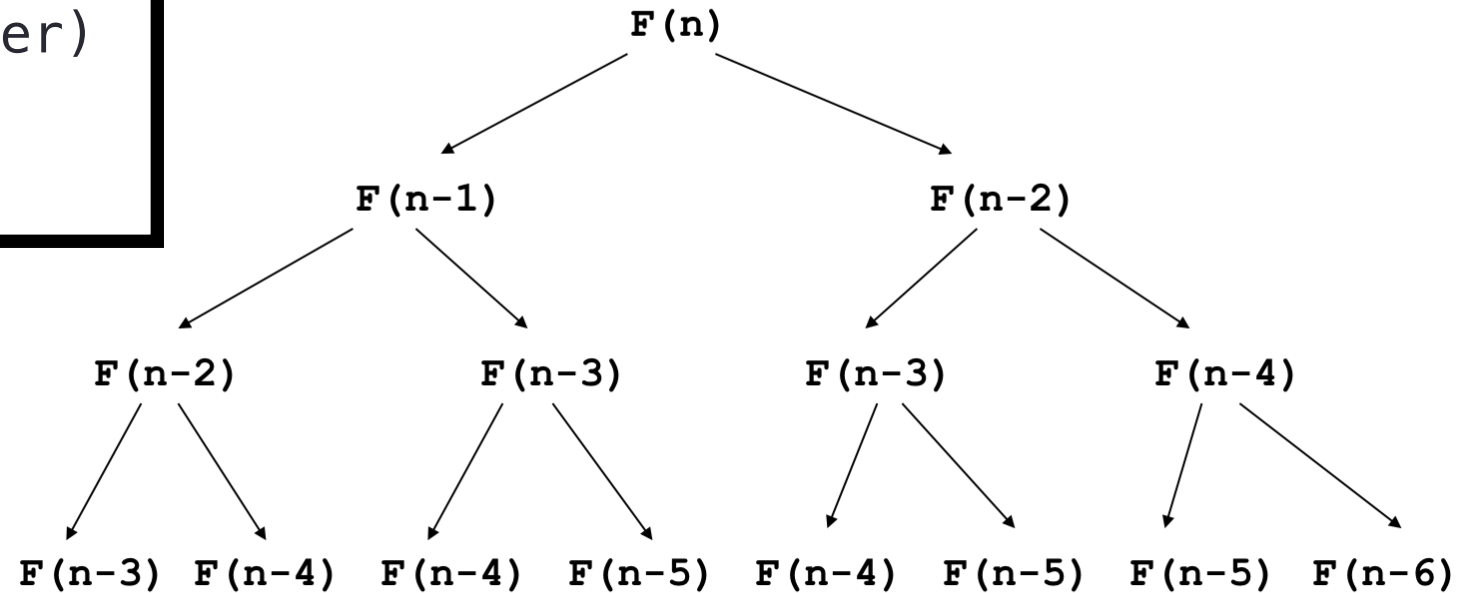 er)
F(n)
F(n-1) F(n-2)
F(n-2) F(n-3) F(n-3) F(n-4)
F(n-3) F(n-4) F(n-4) F(n-5) F(n-4) F(n-5) F(n-5) F(n-6)